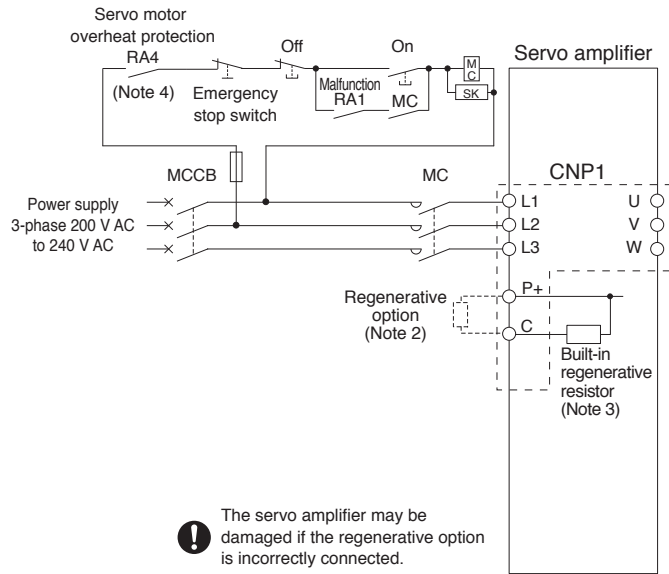 Servo motor
overheat protection
RA4
(Note 4)
Emergency
stop switch
Off
On
Malfunction
RA1
MC
M
C
SK
Servo amplifier
MCCB
MC
CNP1
Power supply
3-phase 200 V AC
to 240 V AC
L1
L2
L3
U
V
W
Regenerative
option
(Note 2)
P+
C
Built-in
regenerative
resistor
(Note 3)
The servo amplifier may be
damaged if the regenerative option
is incorrectly connected.